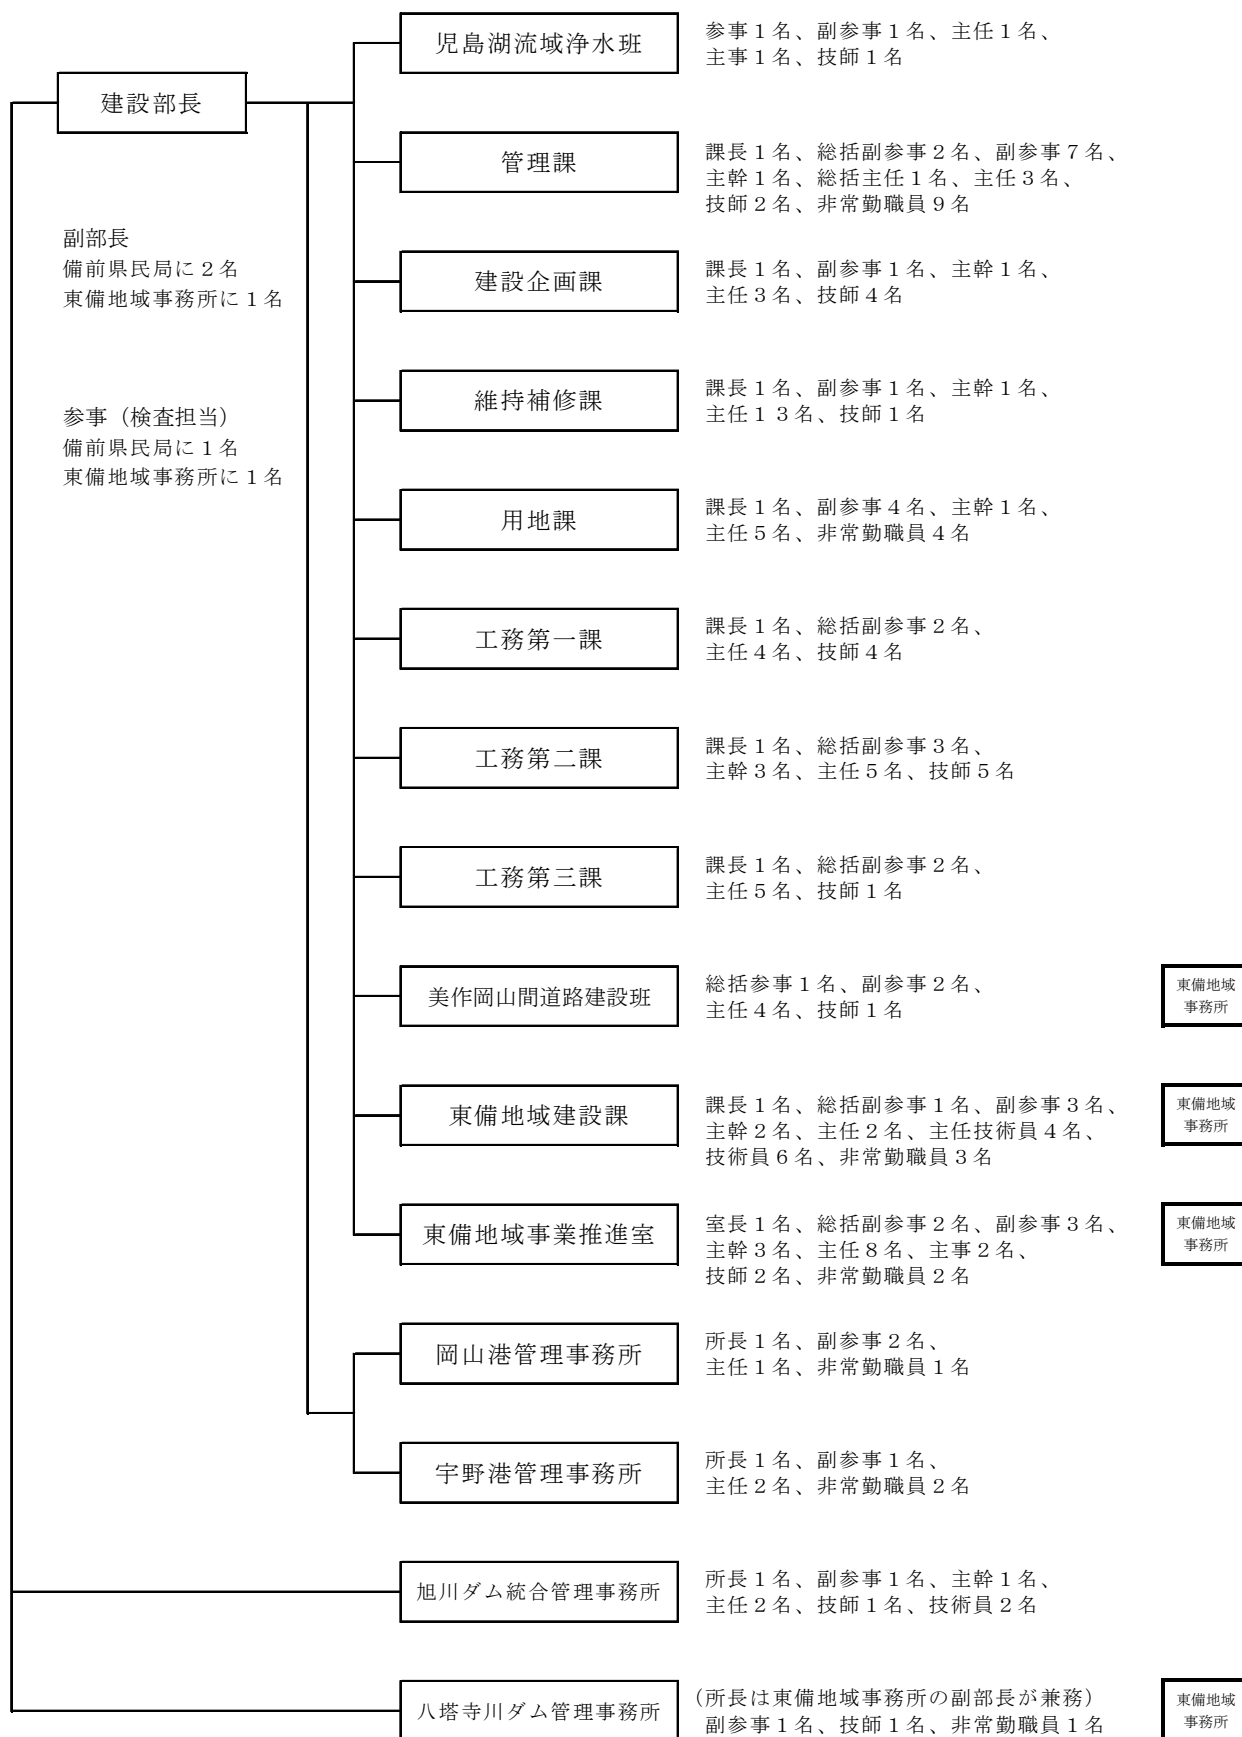 児島湖流域浄水班
参事１名、副参事１名、主任１名、
主事１名、技師１名
建設部長
管理課
課長１名、総括副参事２名、副参事７名、
主幹１名、総括主任１名、主任３名、
技師２名、非常勤職員９名
副部長
備前県民局に２名
東備地域事務所に１名
建設企画課
課長１名、副参事１名、主幹１名、
主任３名、技師４名
維持補修課
課長１名、副参事１名、主幹１名、
主任１３名、技師１名
参事（検査担当）
備前県民局に１名
東備地域事務所に１名
用地課
課長１名、副参事４名、主幹１名、
主任５名、非常勤職員４名
工務第一課
課長１名、総括副参事２名、
主任４名、技師４名
工務第二課
課長１名、総括副参事３名、
主幹３名、主任５名、技師５名
工務第三課
課長１名、総括副参事２名、
主任５名、技師１名
美作岡山間道路建設班
総括参事１名、副参事２名、
主任４名、技師１名
東備地域
事務所
東備地域建設課
課長１名、総括副参事１名、副参事３名、
主幹２名、主任２名、主任技術員４名、
技術員６名、非常勤職員３名
東備地域
事務所
東備地域事業推進室
室長１名、総括副参事２名、副参事３名、
主幹３名、主任８名、主事２名、
技師２名、非常勤職員２名
東備地域
事務所
岡山港管理事務所
所長１名、副参事２名、
主任１名、非常勤職員１名
宇野港管理事務所
所長１名、副参事１名、
主任２名、非常勤職員２名
旭川ダム統合管理事務所
所長１名、副参事１名、主幹１名、
主任２名、技師１名、技術員２名
八塔寺川ダム管理事務所
（所長は東備地域事務所の副部長が兼務）
副参事１名、技師１名、非常勤職員１名
東備地域
事務所